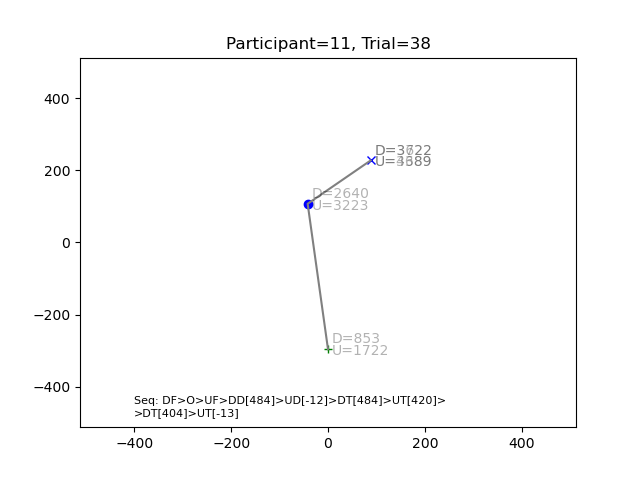 Participant=11, Trial=38
400
200
0
−200
−400
D=2640
U=3223
D=853
U=1722
Seq: DF>O>UF>DD[484]>UD[-12]>DT[484]>UT[420]>
>DT[404]>UT[-13]
−400
−200
0
200
400